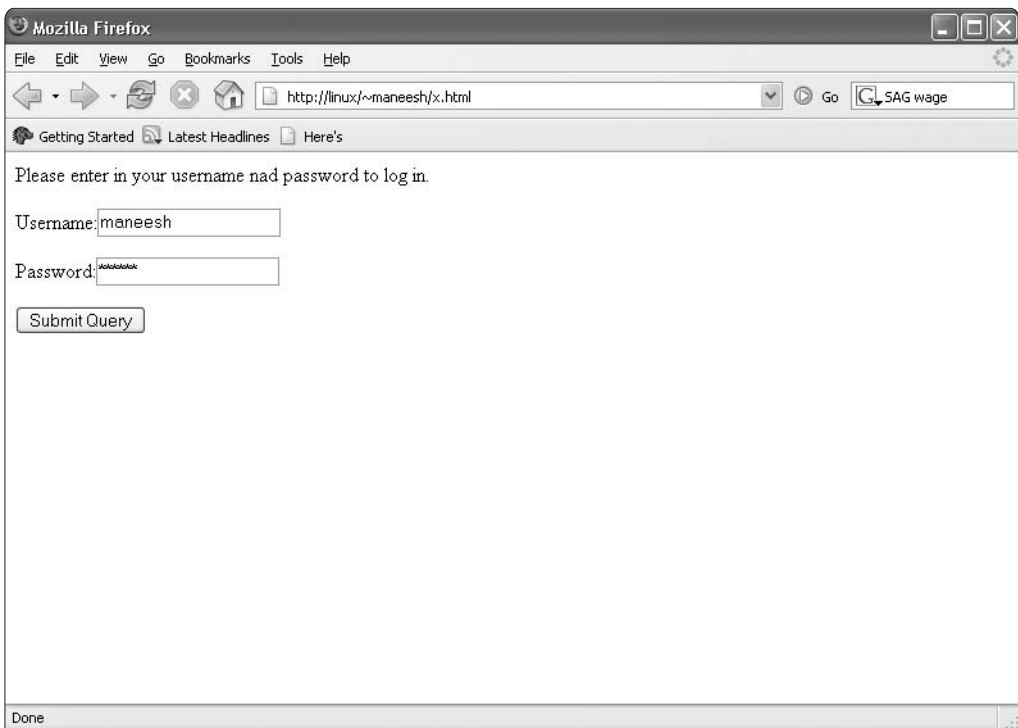 Mozilla Firefox
File Edit View Go Bookmarks Tools Help
http://linux/~maneesh/x.html Go G SAG wage
Getting Started Latest Headlines Here's
Please enter in your username nad password to log in.
Username: maneesh
Password: *******
Submit Query
Done